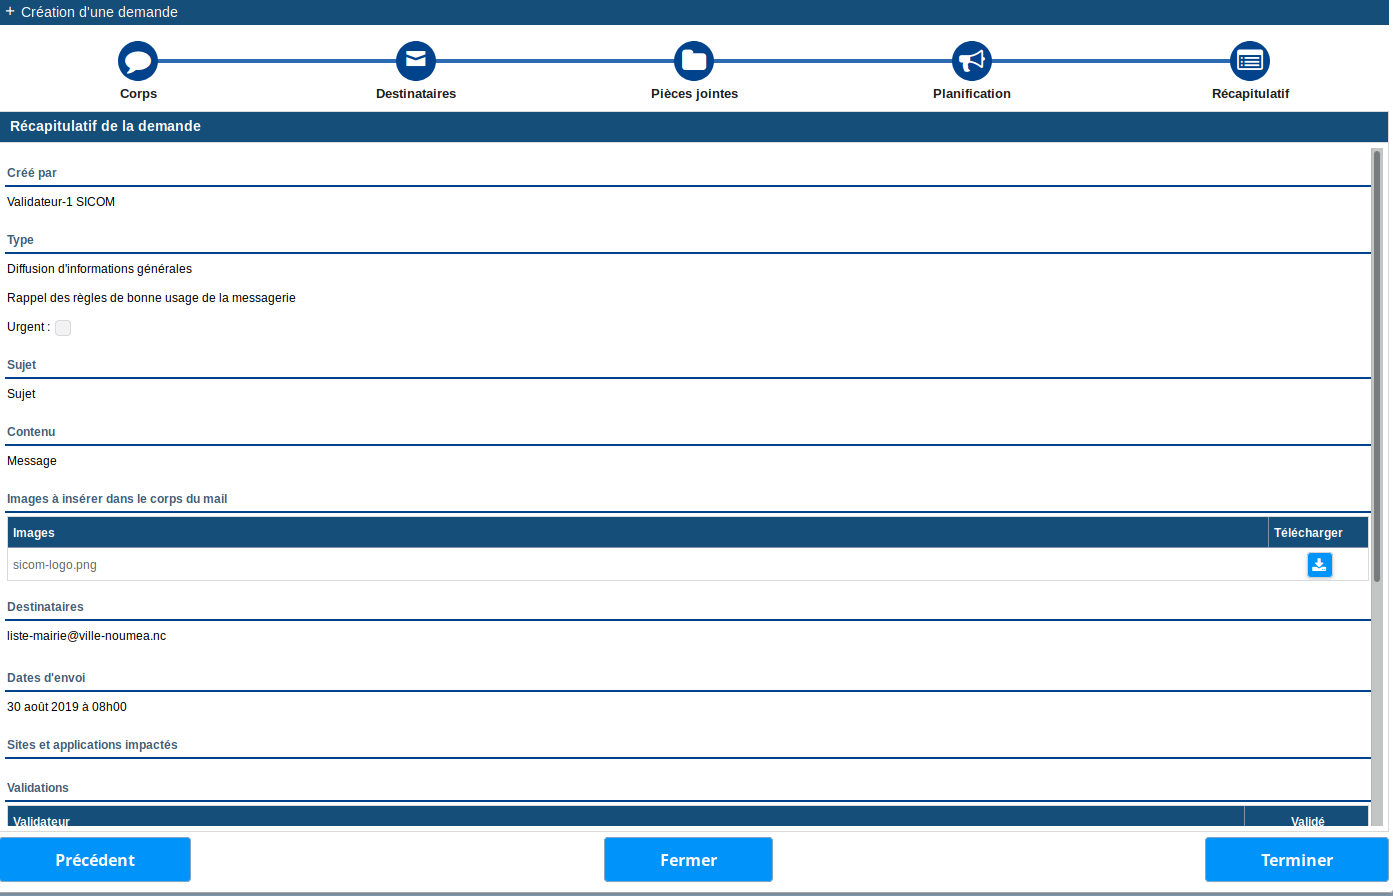 + Création d'une demande
Corps
Destinataires
Pièces jointes
Planification
Récapitulatif
Récapitulatif de la demande
Créé par
Validateur-1 SICOM
Type
Diffusion d'informations générales
Rappel des règles de bonne usage de la messagerie
Urgent :
Sujet
Sujet
Contenu
Message
Images à insérer dans le corps du mail
Images Télécharger
sicom-logo.png
Destinataires
liste-mairie@ville-noumea.nc
Dates d'envoi
30 août 2019 à 08h00
Sites et applications impactés
Validations
Validateur Validé
Précédent Fermer Terminer